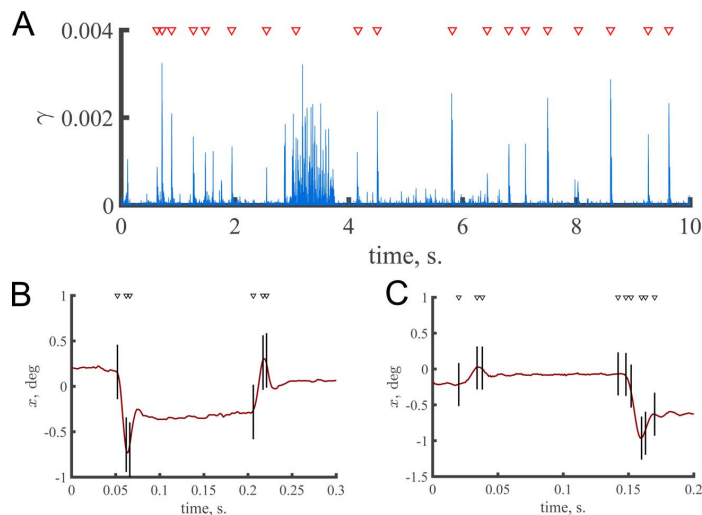 A
0.004
0.002
0
γ
0 2 4 6 8 10
time, s.
B
1
0.5
0
-0.5
-1
x, deg
0 0.05 0.1 0.15 0.2 0.25 0.3
time, s.
C
1
0.5
0
-0.5
-1
-1.5
x, deg
0 0.05 0.1 0.15 0.2
time, s.